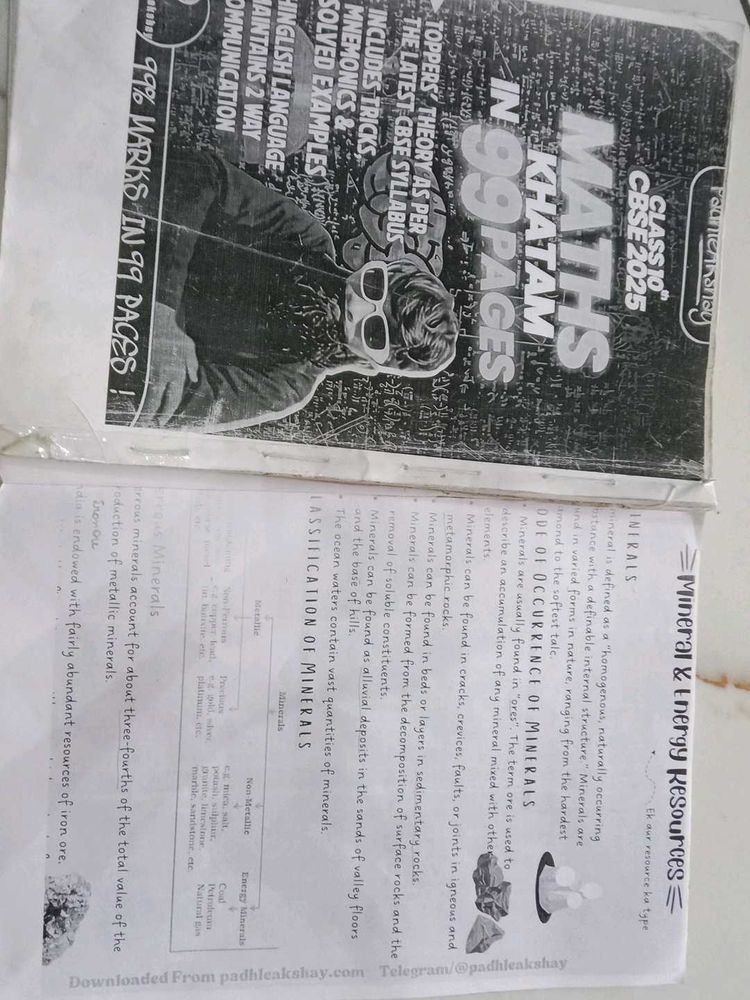 CLASS 10th
CBSE 2025
MATHS
KHATAM
IN 99 PAGES
TOPPERS' THEORY AS PER
THE LATEST CBSE SYLLABUS
INCLUDES TRICKS,
MNEMONICS &
SOLVED EXAMPLES
HINGLISH LANGUAGE
MAINTAINS 2 WAY
COMMUNICATION
99% MARKS IN 99 PAGES !
Mineral & Energy Resources
Ek aur resource ka type
INERALS
mineral is defined as a "homogenous, naturally occurring
bstance with a definable internal structure." Minerals are
und in varied forms in nature, ranging from the hardest
amond to the softest talc.
ODE OF OCCURRENCE OF MINERALS
Minerals are usually found in "ores". The term ore is used to
describe an accumulation of any mineral mixed with other
elements.
Minerals can be found in cracks, crevices, faults, or joints in igneous and
metamorphic rocks.
Minerals can be found in beds or layers in sedimentary rocks.
Minerals can be formed from the decomposition of surface rocks and the
removal of soluble constituents.
Minerals can be found as alluvial deposits in the sands of valley floors
and the base of hills.
The ocean waters contain vast quantities of minerals.
LASSIFICATION OF MINERALS
Minerals
Metallic
Non-Metallic
Energy Minerals
Non-Ferrous
e.g. copper, lead,
tin, bauxite, etc.
Precious
e.g. gold, silver,
platinum, etc.
e.g. mica, salt,
potash, sulphur,
granite, limestone,
marble, sandstone, etc
Coal
Petroleum
Natural gas
rrous Minerals
errous minerals account for about three-fourths of the total value of the
roduction of metallic minerals.
ndia is endowed with fairly abundant resources of iron ore.
Downloaded From padhleakshay.com Telegram/@padhleakshay